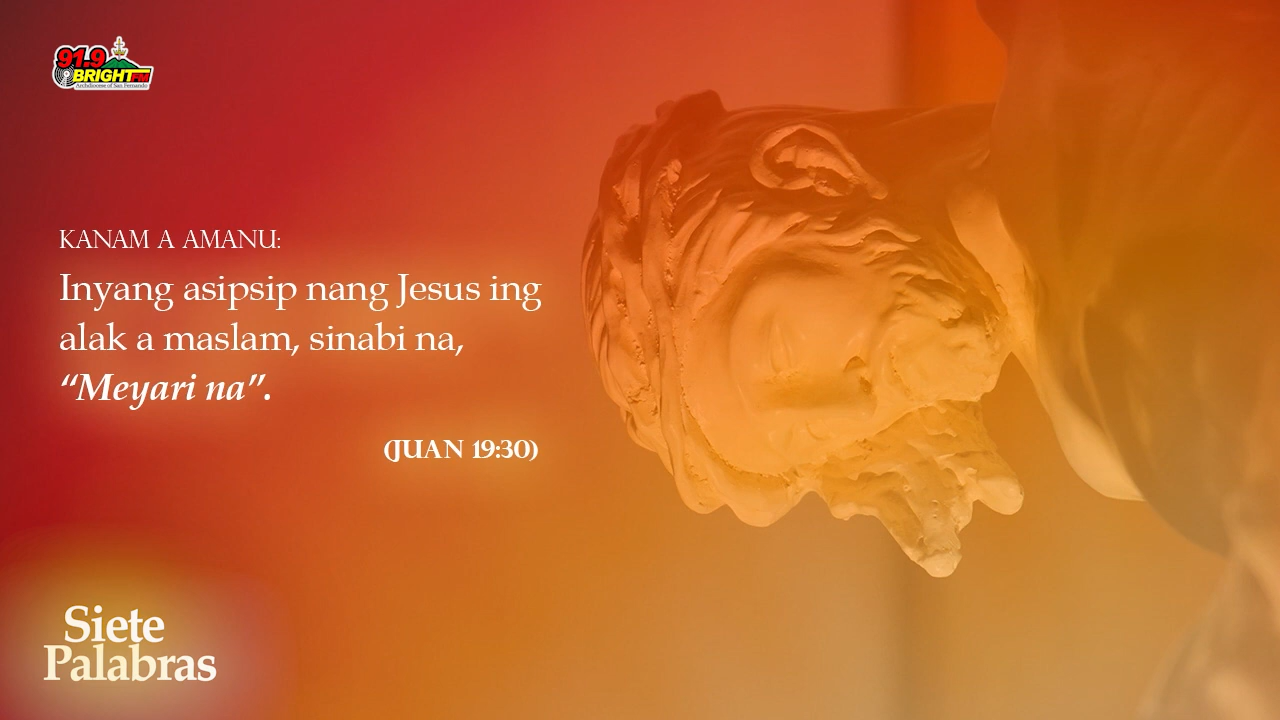 91.9
BRIGHT FM
Archdiocese of San Fernando
KANAM A AMANU:
Inyang asipsip nang Jesus ing
alak a maslam, sinabi na,
“Meyari na”.
(JUAN 19:30)
Siete
Palabras